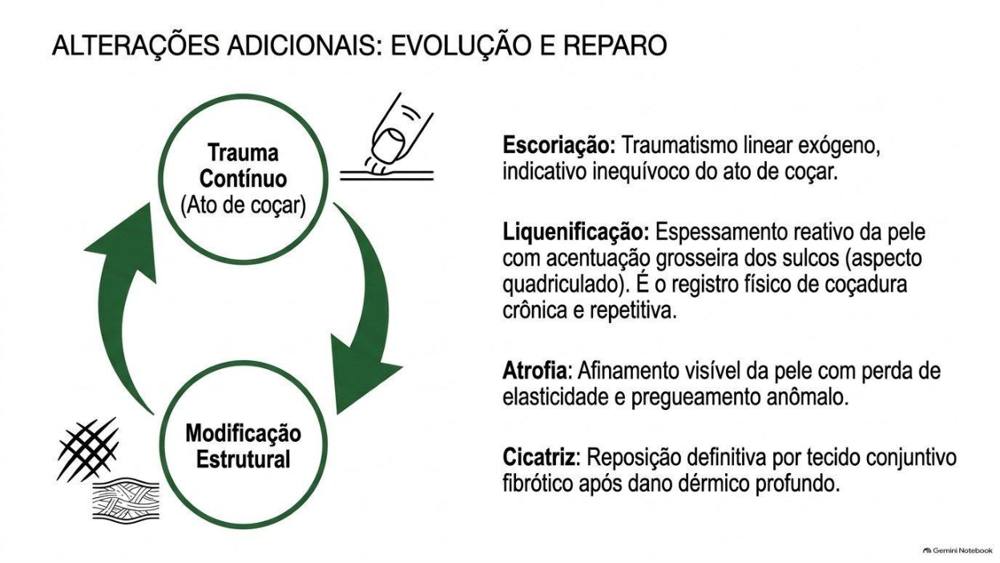 ALTERAÇÕES ADICIONAIS: EVOLUÇÃO E REPARO
Trauma
Contínuo
(Ato de coçar)
Modificação
Estrutural
Escoriação: Traumatismo linear exógeno,
indicativo inequívoco do ato de coçar.
Liquenificação: Espessamento reativo da pele
com acentuação grosseira dos sulcos (aspecto
quadriculado). É o registro físico de coçadura
crônica e repetitiva.
Atrofia: Afinamento visível da pele com perda de
elasticidade e pregueamento anômalo.
Cicatriz: Reposição definitiva por tecido conjuntivo
fibrótico após dano dérmico profundo.
Gemini Notebook